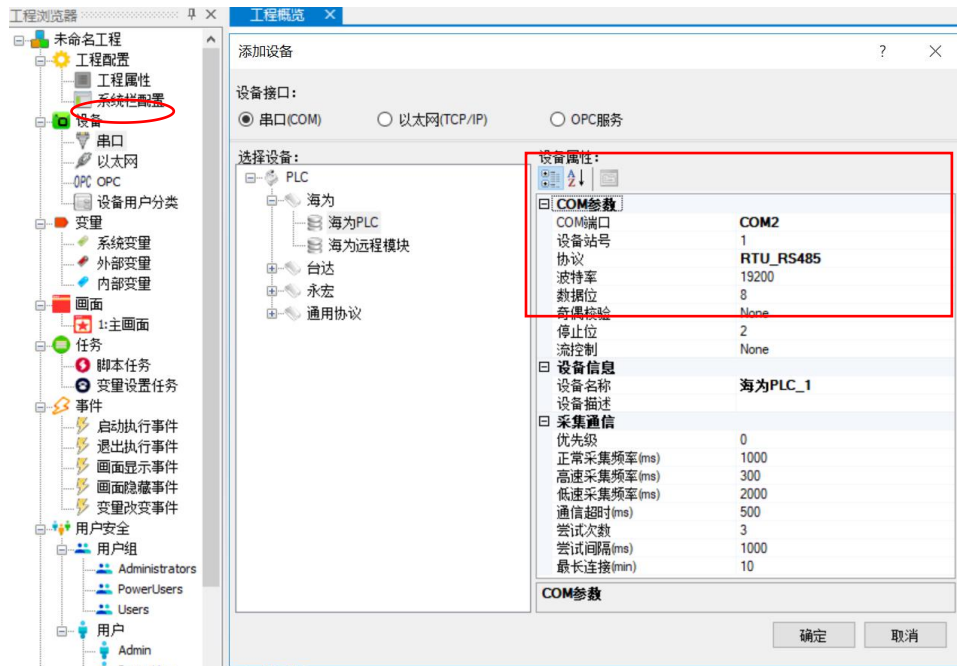 工程浏览器
工程概览
未命名工程
工程配置
工程属性
系统栏配置
设备
串口
以太网
OPC OPC
设备用户分类
变量
系统变量
外部变量
内部变量
画面
1:主画面
任务
脚本任务
变量设置任务
事件
启动执行事件
退出执行事件
画面显示事件
画面隐藏事件
变量改变事件
用户安全
用户组
Administrators
PowerUsers
Users
用户
Admin
添加设备 ?
设备接口:
串口(COM) 以太网(TCP/IP) OPC服务
选择设备:
PLC
海为
海为PLC
海为远程模块
台达
永宏
通用协议
设备属性:
COM参数
COM端口 COM2
设备站号 1
协议 RTU_RS485
波特率 19200
数据位 8
奇偶校验 None
停止位 2
流控制 None
设备信息
设备名称 海为PLC_1
设备描述
采集通信
优先级 0
正常采集频率(ms) 1000
高速采集频率(ms) 300
低速采集频率(ms) 2000
通信超时(ms) 500
尝试次数 3
尝试间隔(ms) 1000
最长连接(min) 10
COM参数
确定 取消